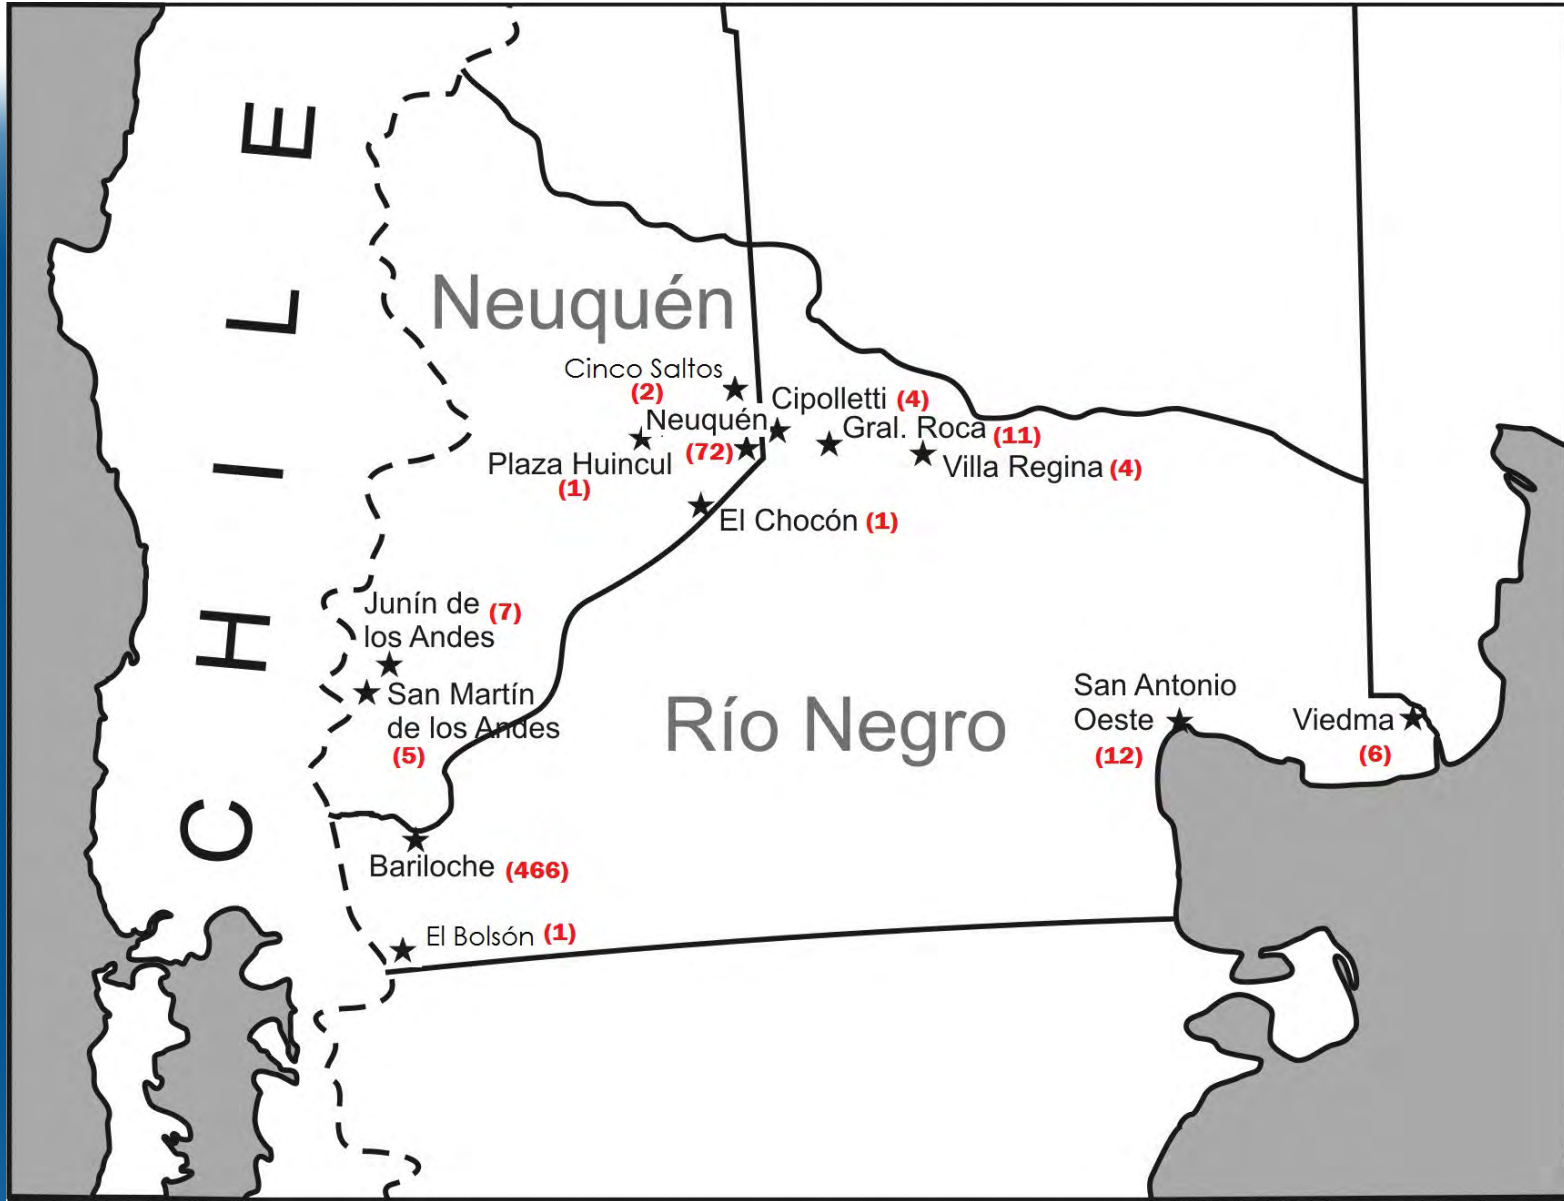 CHILE
Neuquén
Cinco Saltos
(2)
Cipolletti (4)
Neuquén
(72)
Gral. Roca (11)
Plaza Huincul
(1)
Villa Regina (4)
El Chocón (1)
Junín de (7)
los Andes
San Martín
de los Andes
(5)
Río Negro
San Antonio
Oeste
(12)
Viedma
(6)
Bariloche (466)
El Bolsón (1)